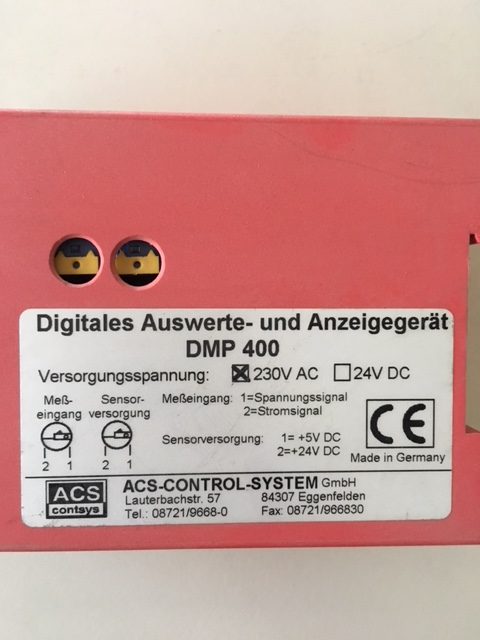 Digitales Auswerte- und Anzeigegerät
DMP 400
Versorgungsspannung: ☒ 230V AC ☐ 24V DC
Meß-
eingang
Sensor-
versorgung
Meßeingang: 1=Spannungssignal
2=Stromsignal
2 1 2 1
Sensorversorgung: 1= +5V DC
2=+24V DC
CE
Made in Germany
ACS
contsys
ACS-CONTROL-SYSTEM GmbH
Lauterbachstr. 57 84307 Eggenfelden
Tel.: 08721/9668-0 Fax: 08721/966830